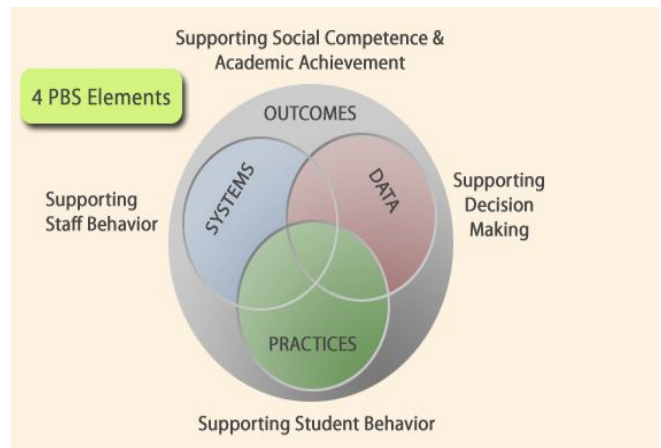 Supporting Social Competence &
Academic Achievement
4 PBS Elements
OUTCOMES
SYSTEMS
DATA
Supporting
Staff Behavior
Supporting
Decision
Making
PRACTICES
Supporting Student Behavior